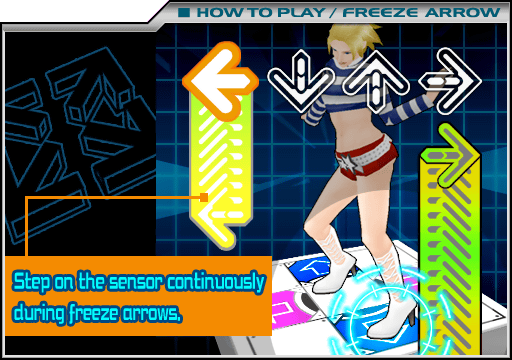 HOW TO PLAY / FREEZE ARROW
Step on the sensor continuously
during freeze arrows.